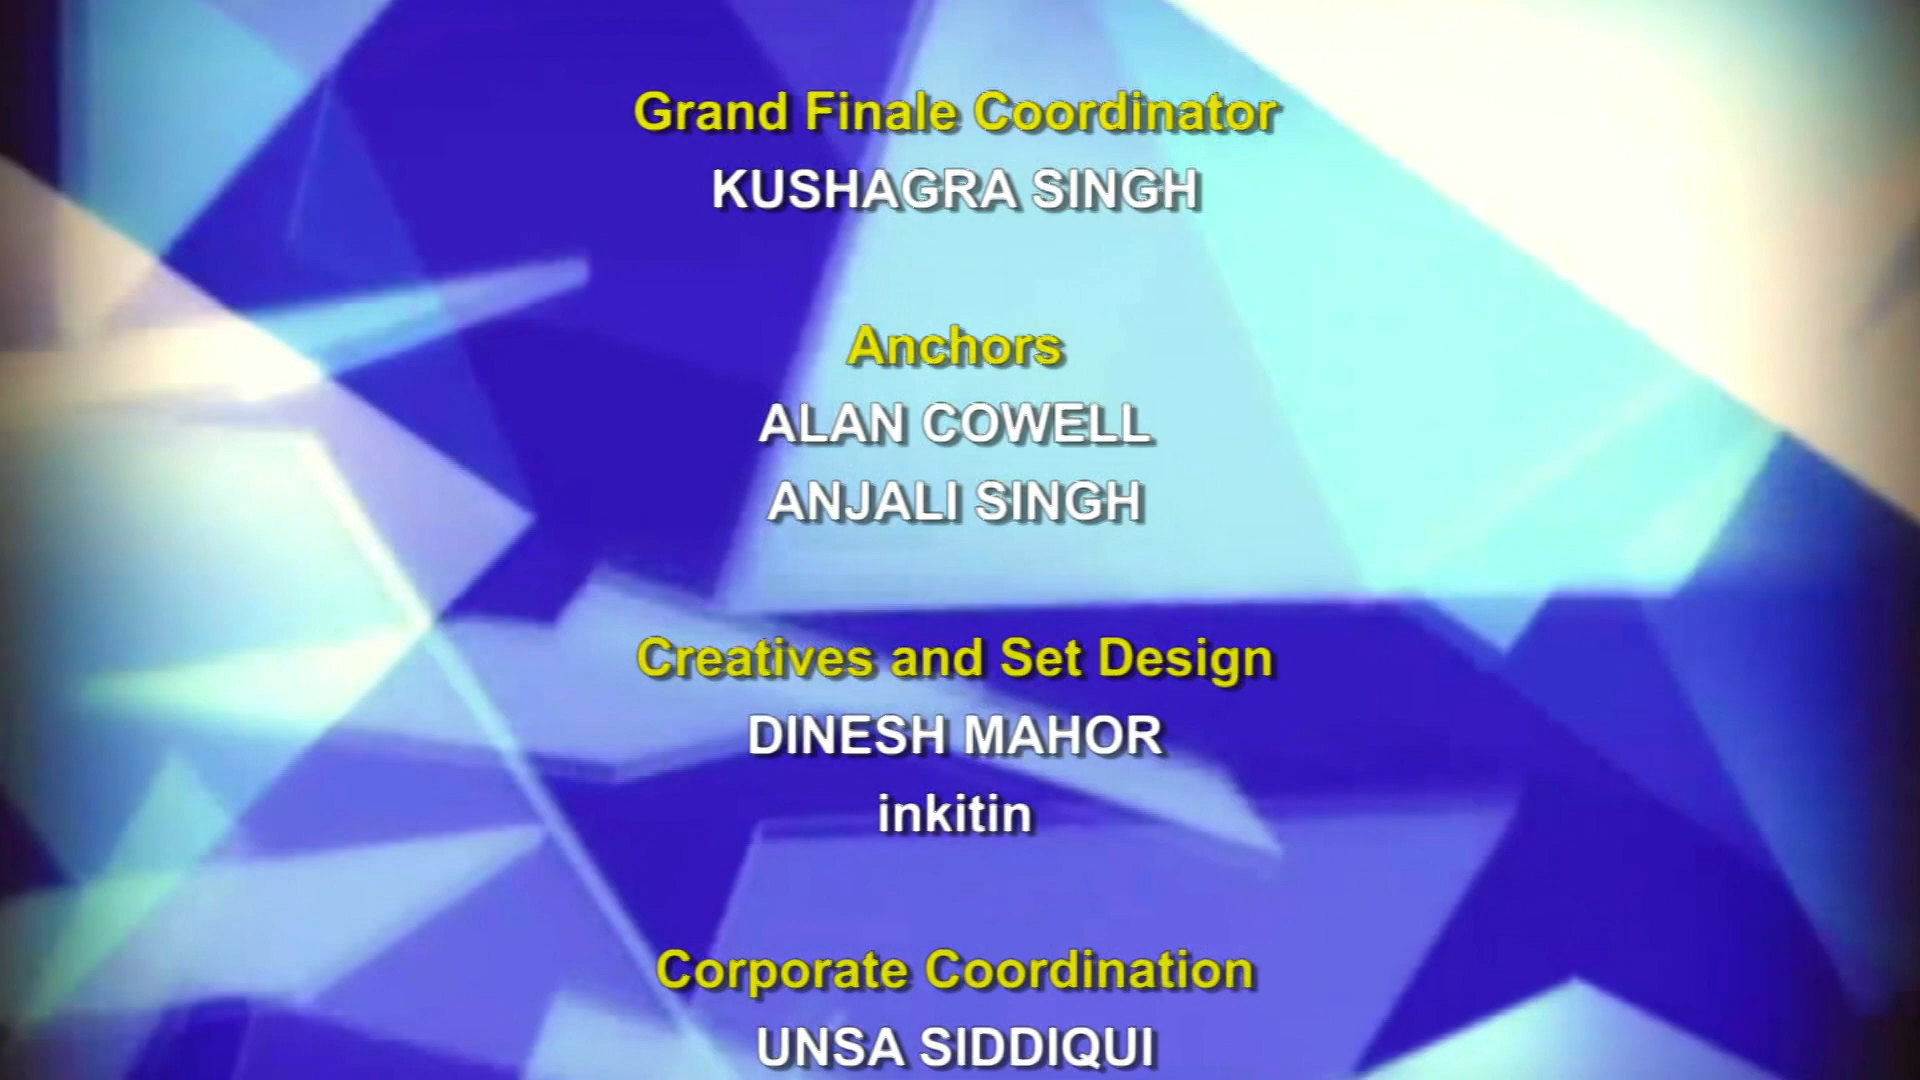 Grand Finale Coordinator
KUSHAGRA SINGH
Anchors
ALAN COWELL
ANJALI SINGH
Creatives and Set Design
DINESH MAHOR
inkitin
Corporate Coordination
UNSA SIDDIQUI